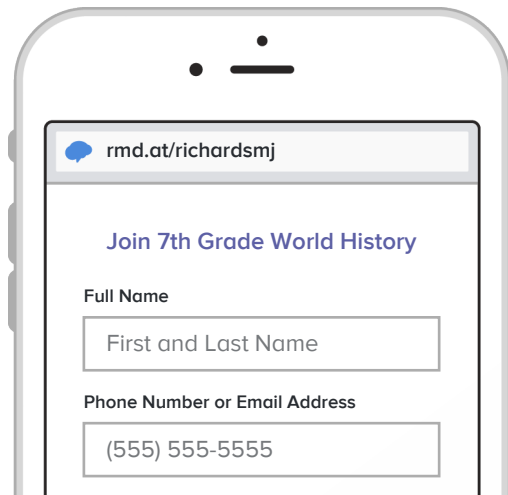 rmd.at/richardsmj
Join 7th Grade World History
Full Name
First and Last Name
Phone Number or Email Address
(555) 555-5555